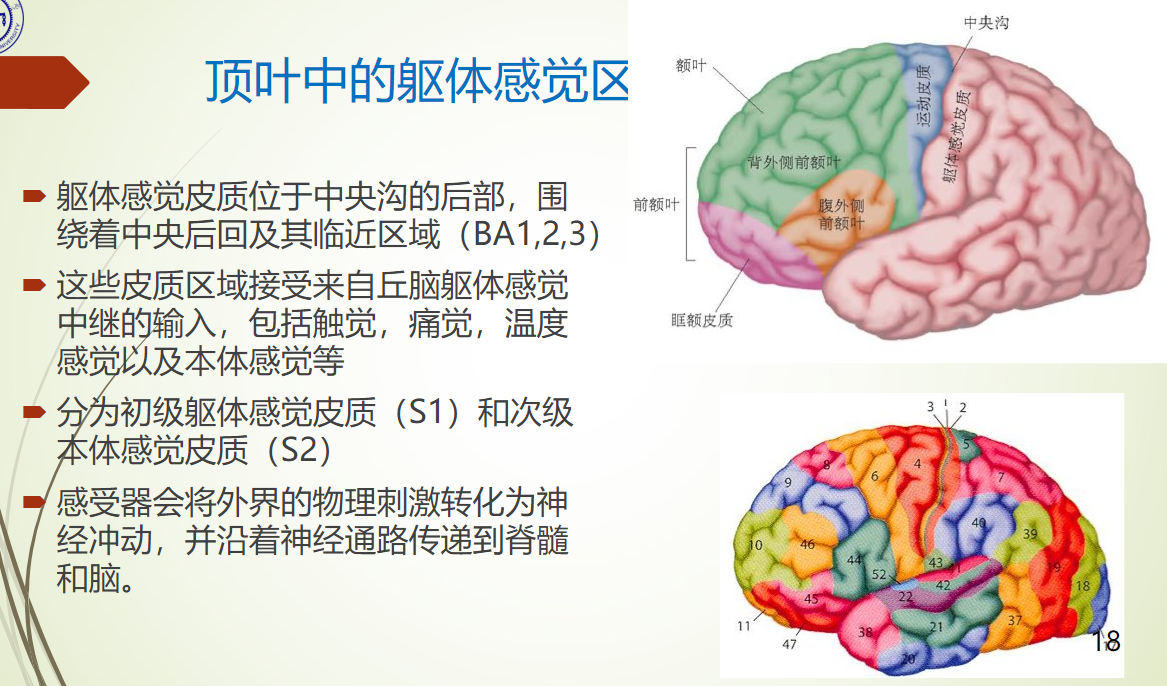 UNIVERSITY
顶叶中的躯体感觉区
躯体感觉皮质位于中央沟的后部，围
绕着中央后回及其临近区域（BA1,2,3）
这些皮质区域接受来自丘脑躯体感觉
中继的输入，包括触觉，痛觉，温度
感觉以及本体感觉等
分为初级躯体感觉皮质（S1）和次级
本体感觉皮质（S2）
感受器会将外界的物理刺激转化为神
经冲动，并沿着神经通路传递到脊髓
和脑。
中央沟
额叶
运动皮质
躯体感觉皮质
背外侧前额叶
前额叶
腹外侧
前额叶
眶额皮质
3
1
2
5
8
6
4
7
9
40
39
10
46
44
43
41
19
52
42
18
45
22
37
11
21
47
38
20
18